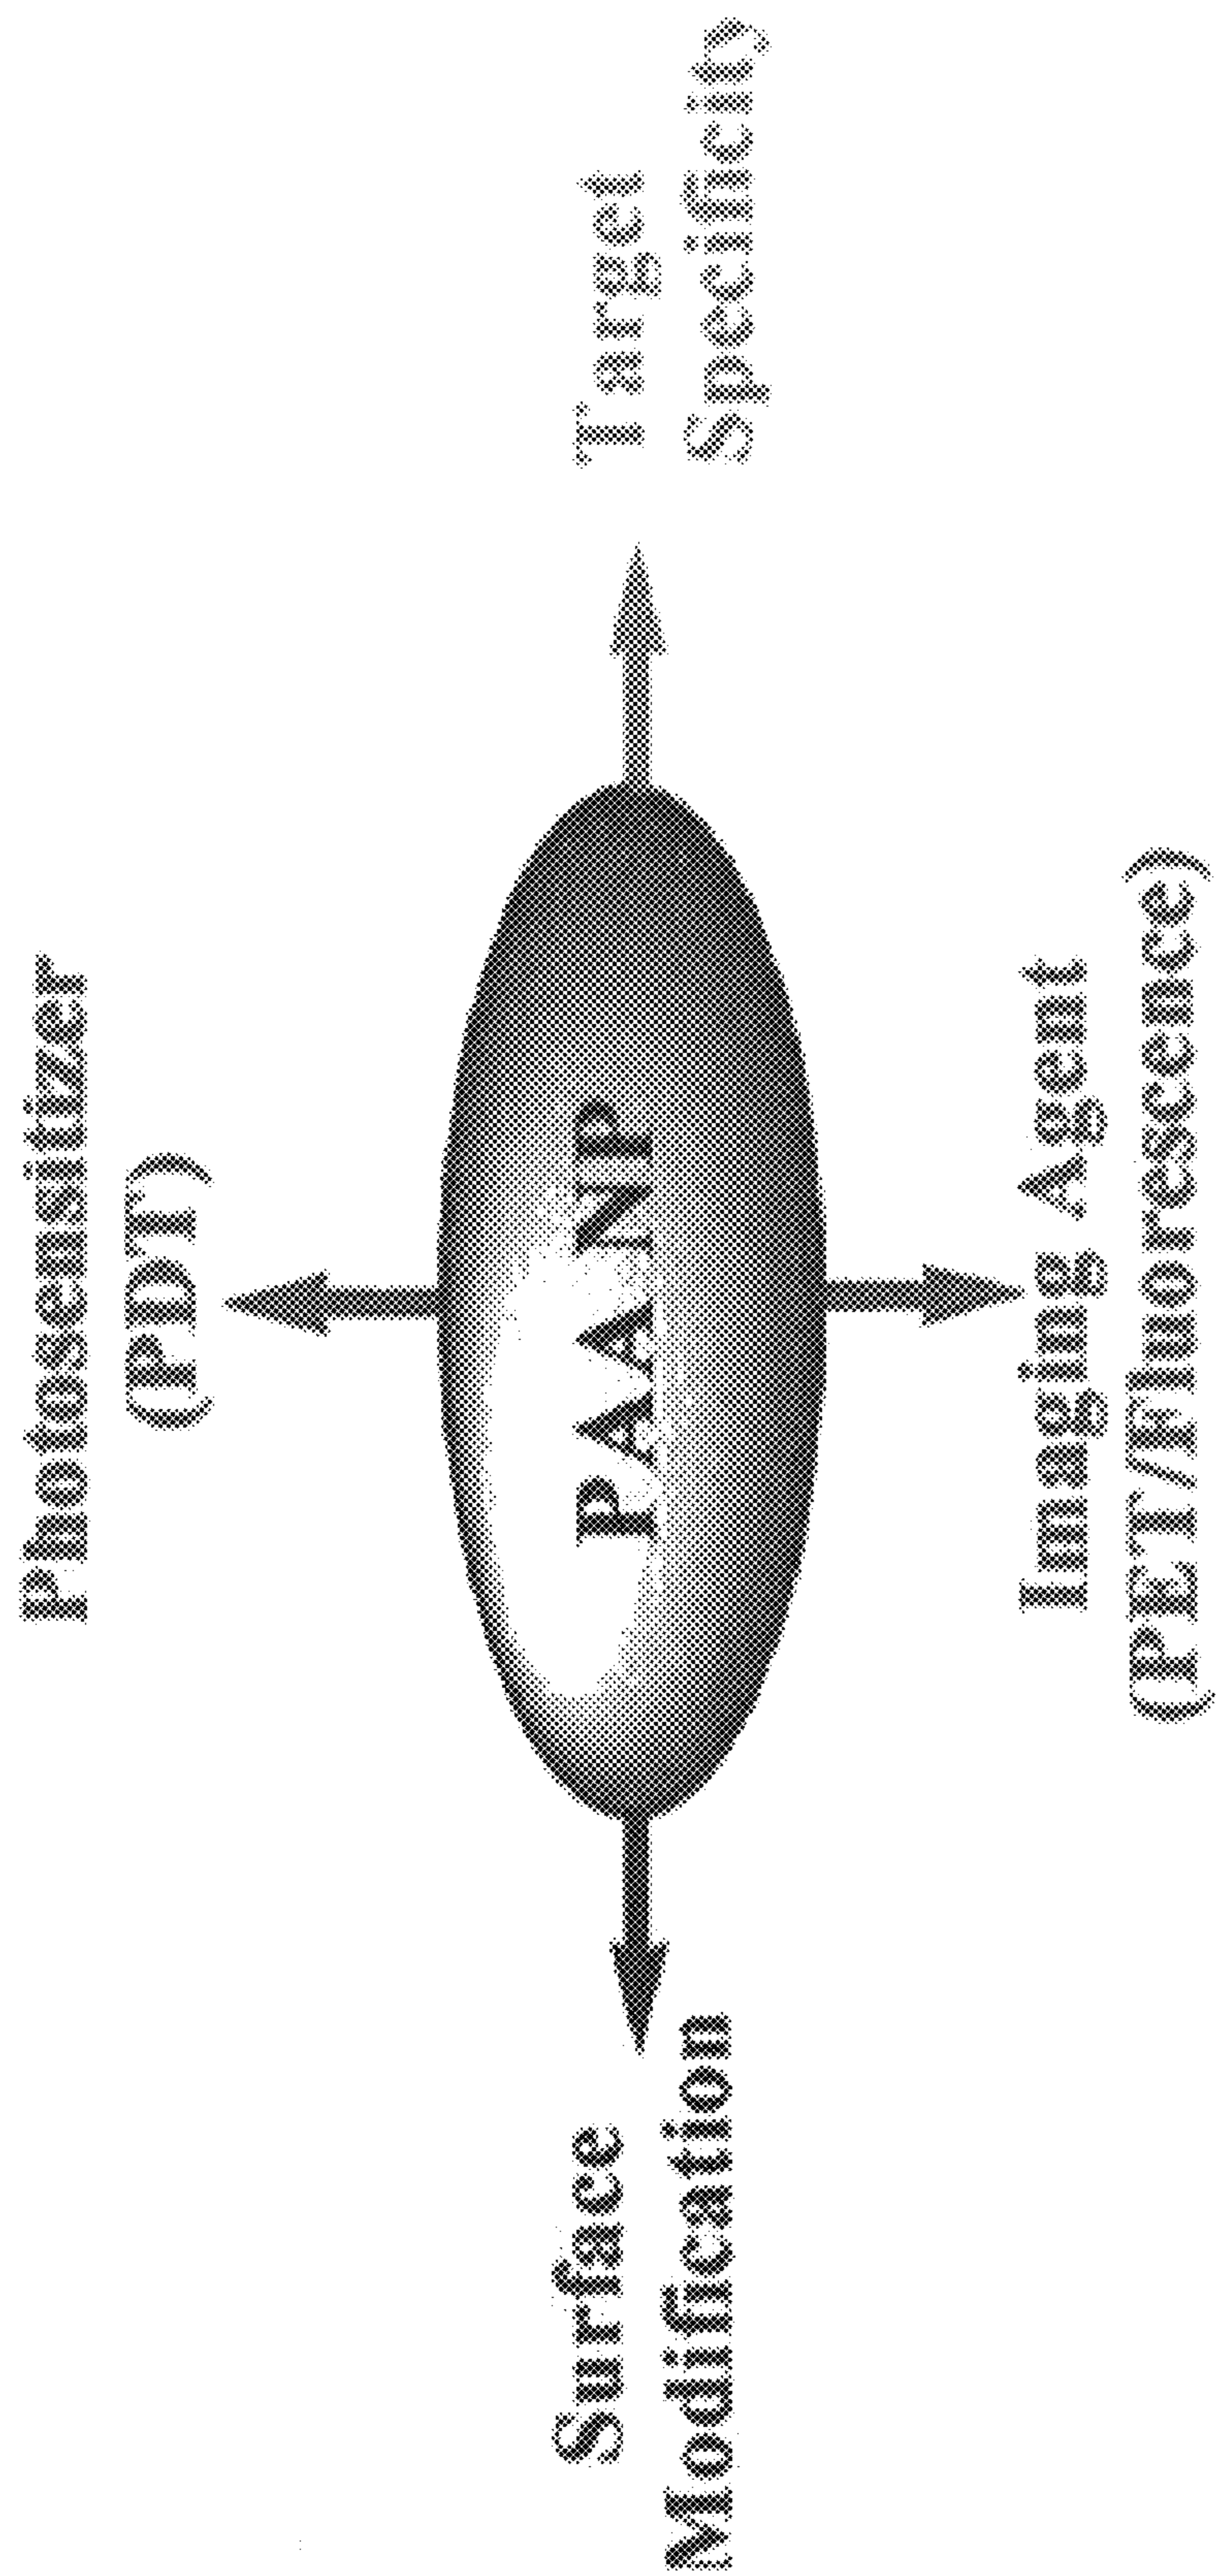 Photosensitizer
(PDT)
Surface
Modification
PAA NP
Target
Specificity
Imaging Agent
(PET/Fluorescence)